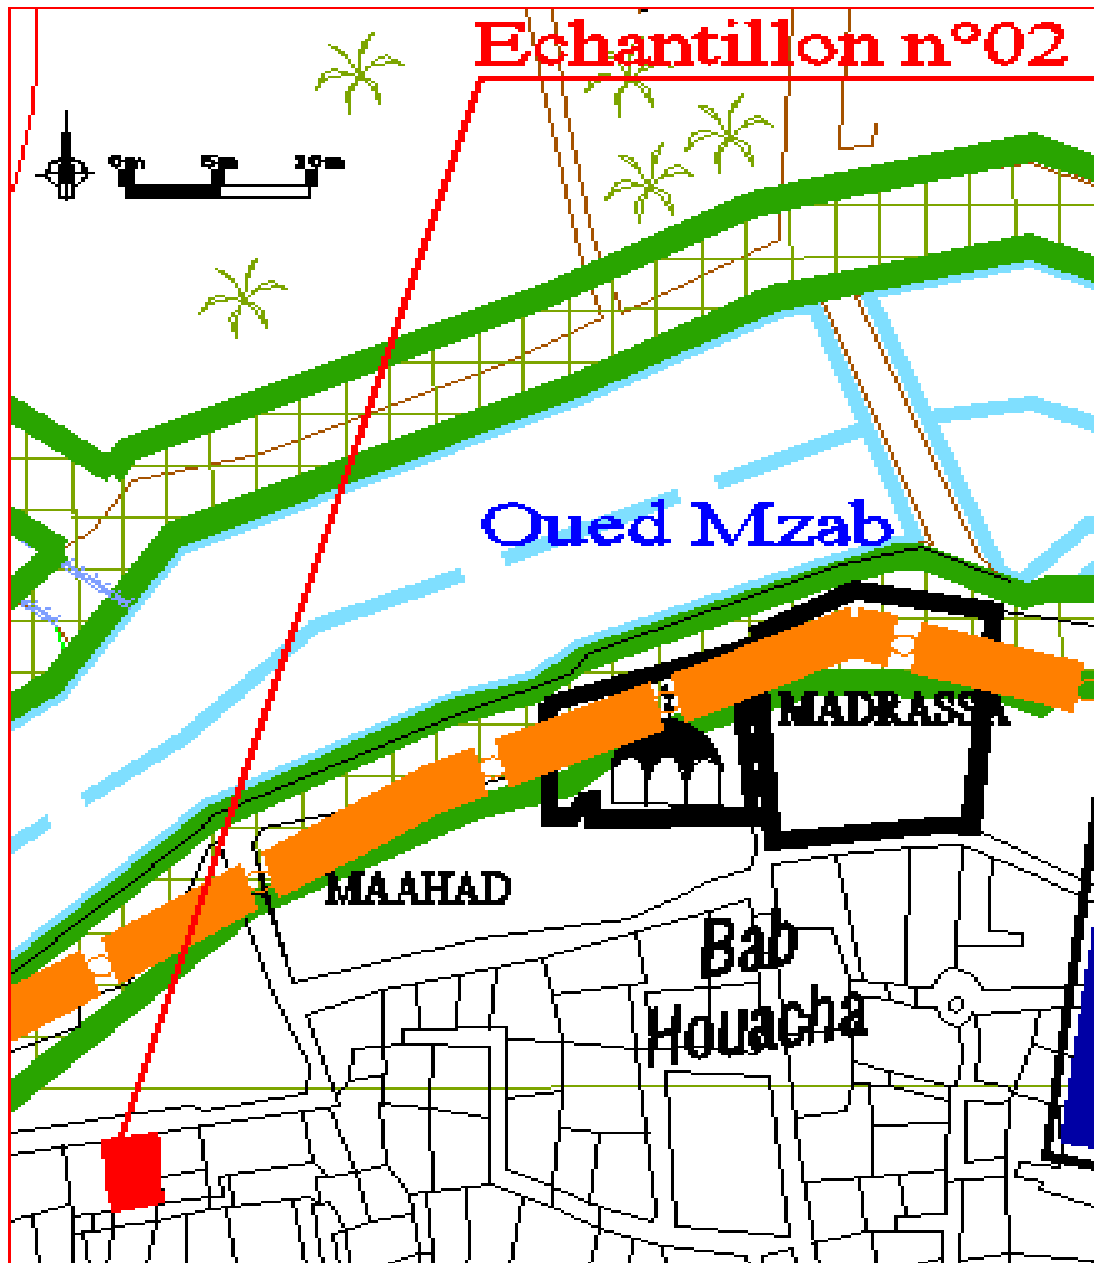 Echantillon n°02
0m 5m 10m
Oued Mzab
MADRASSA
MAAHAD
Bab
Houacha